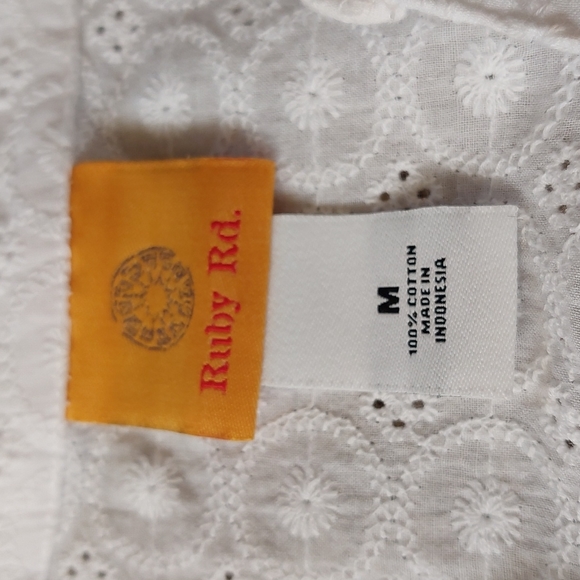 Ruby Rd.
M
100% COTTON
MADE IN
INDONESIA